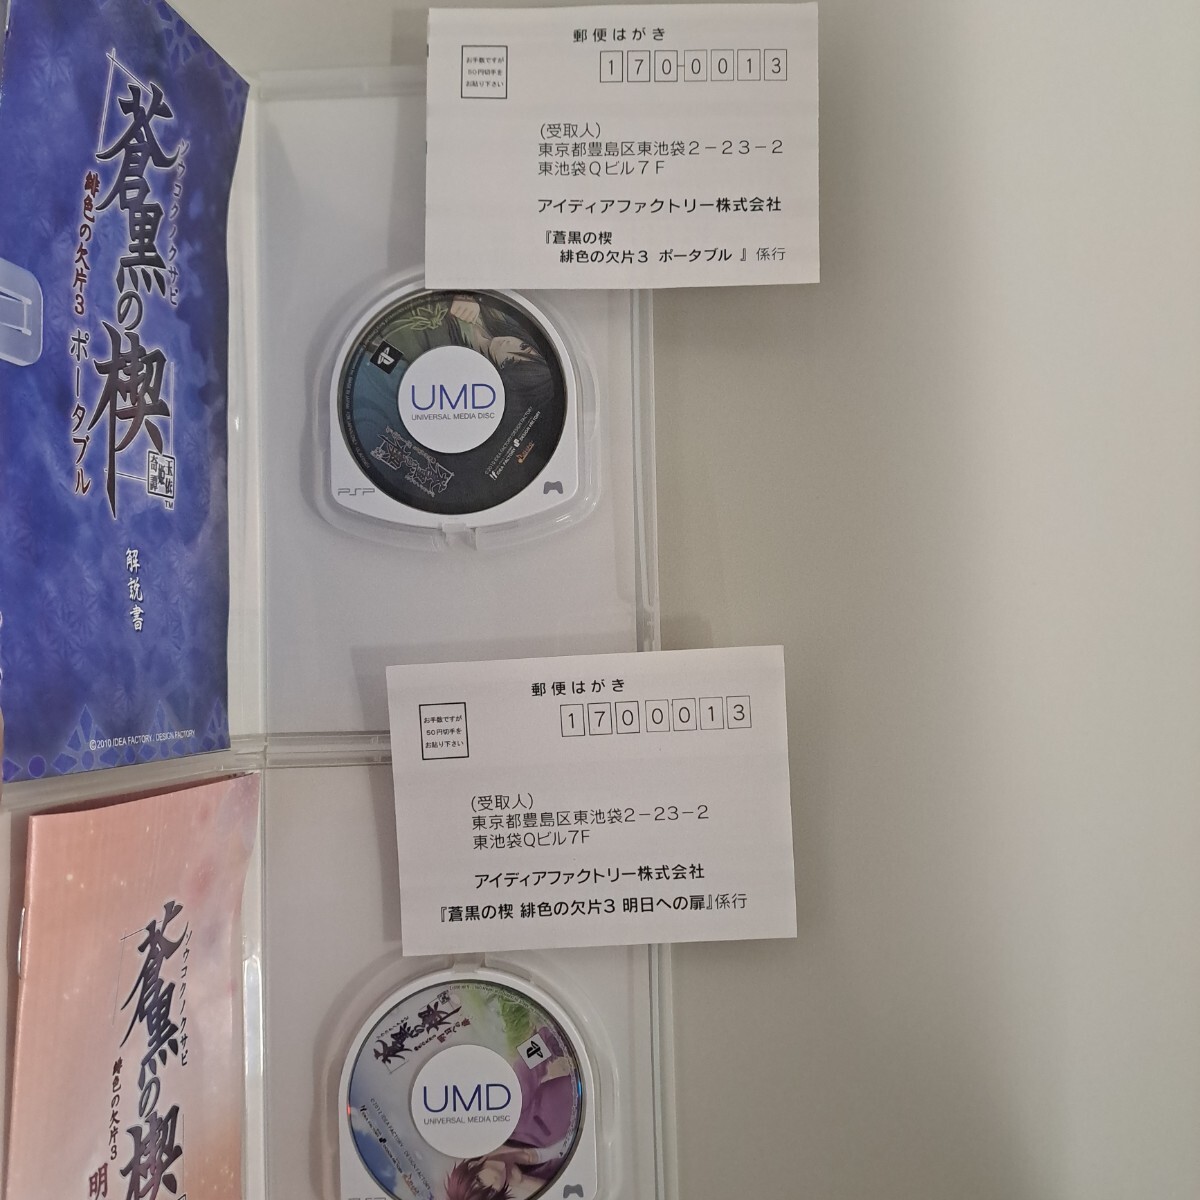 蒼黒の楔
ソウコクノクサビ
緋色の欠片3 ポータブル
玉依
姫
奇譚
TM
解説書
©2010 IDEA FACTORY / DESIGN FACTORY
郵便はがき
お手数ですが
50円切手を
お貼り下さい
170-0013
(受取人)
東京都豊島区東池袋2-23-2
東池袋Qビル7F
アイディアファクトリー株式会社
『蒼黒の楔
緋色の欠片3 ポータブル 』 係行
UMD
UNIVERSAL MEDIA DISC
PSP
郵便はがき
お手数ですが
50円切手を
お貼り下さい
1700013
(受取人)
東京都豊島区東池袋2-23-2
東池袋Qビル7F
アイディアファクトリー株式会社
『蒼黒の楔 緋色の欠片3 明日への扉』係行
蒼黒の楔
ソウコクノクサビ
緋色の欠片3
明
蒼黒の楔
UMD
UNIVERSAL MEDIA DISC
PSP